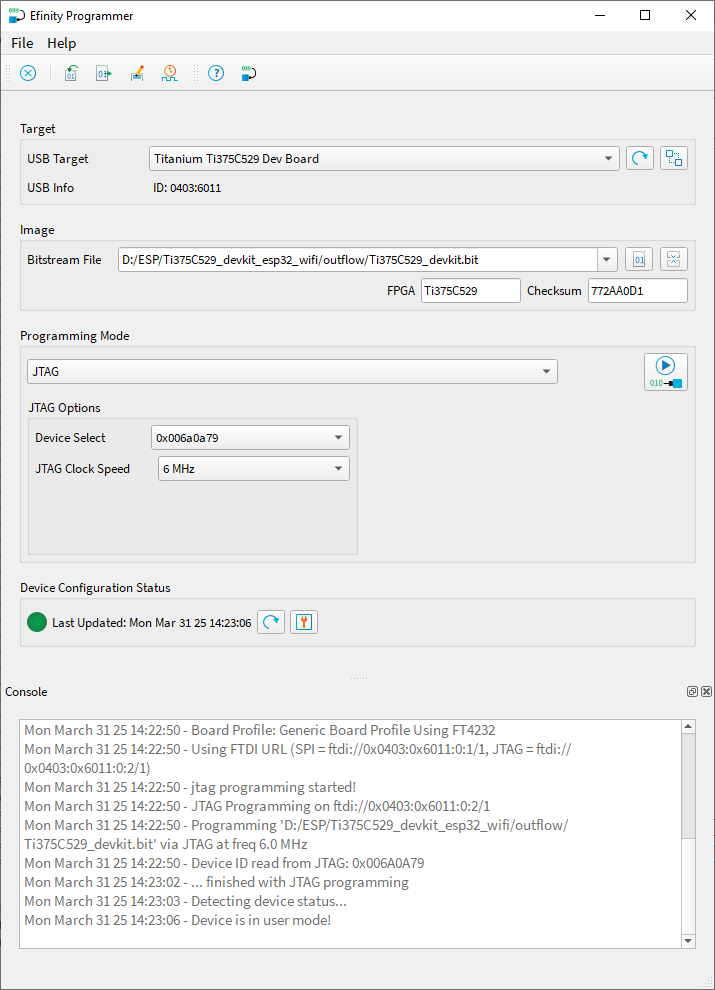 Efinity Programmer
File Help
Target
USB Target Titanium Ti375C529 Dev Board
USB Info ID: 0403:6011
Image
Bitstream File D:/ESP/Ti375C529_devkit_esp32_wifi/outflow/Ti375C529_devkit.bit
FPGA Ti375C529 Checksum 772AA0D1
Programming Mode
JTAG
010
JTAG Options
Device Select 0x006a0a79
JTAG Clock Speed 6 MHz
Device Configuration Status
Last Updated: Mon Mar 31 25 14:23:06
Console
Mon March 31 25 14:22:50 - Board Profile: Generic Board Profile Using FT4232
Mon March 31 25 14:22:50 - Using FTDI URL (SPI = ftdi://0x0403:0x6011:0:1/1, JTAG = ftdi://
0x0403:0x6011:0:2/1)
Mon March 31 25 14:22:50 - jtag programming started!
Mon March 31 25 14:22:50 - JTAG Programming on ftdi://0x0403:0x6011:0:2/1
Mon March 31 25 14:22:50 - Programming 'D:/ESP/Ti375C529_devkit_esp32_wifi/outflow/
Ti375C529_devkit.bit' via JTAG at freq 6.0 MHz
Mon March 31 25 14:22:50 - Device ID read from JTAG: 0x006A0A79
Mon March 31 25 14:23:02 - ... finished with JTAG programming
Mon March 31 25 14:23:03 - Detecting device status...
Mon March 31 25 14:23:06 - Device is in user mode!